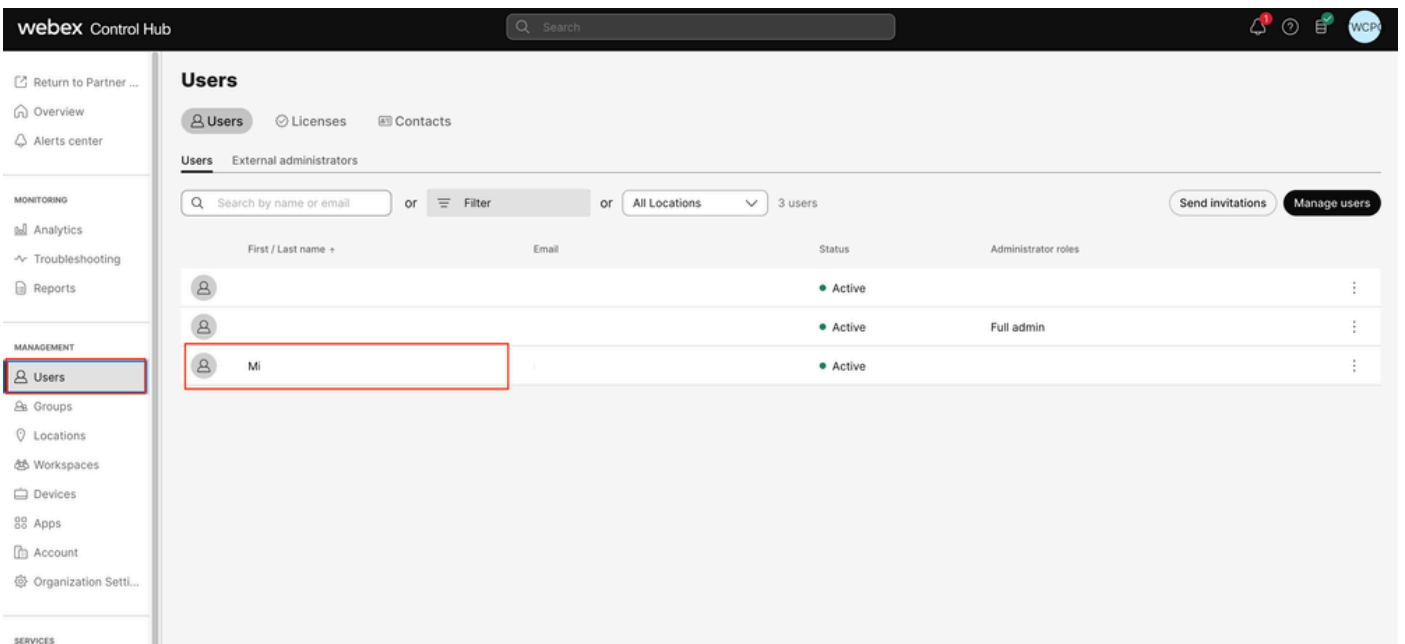 webex Control Hub
Search
1
WCP
Return to Partner ...
Overview
Alerts center
MONITORING
Analytics
Troubleshooting
Reports
MANAGEMENT
Users
Groups
Locations
Workspaces
Devices
Apps
Account
Organization Setti...
SERVICES
Users
Users Licenses Contacts
Users External administrators
Search by name or email or Filter or All Locations 3 users Send invitations Manage users
First / Last name Email Status Administrator roles
Active
Active Full admin
Mi Active